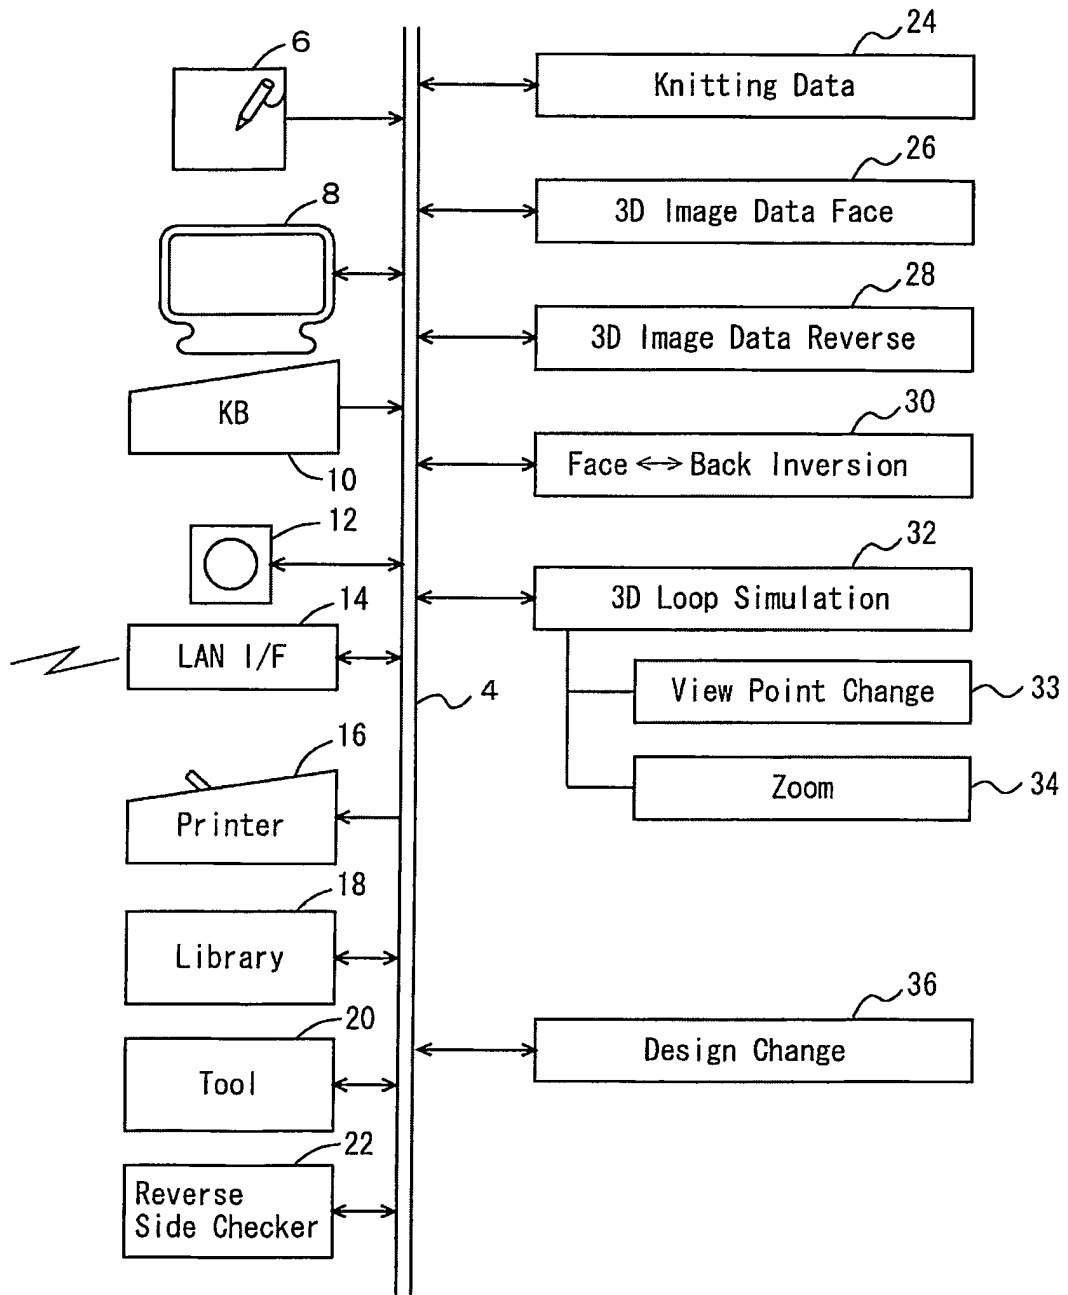 6
8
KB
10
12
14
LAN I/F
4
16
Printer
18
Library
20
Tool
22
Reverse
Side Checker
24
Knitting Data
26
3D Image Data Face
28
3D Image Data Reverse
30
Face ↔ Back Inversion
32
3D Loop Simulation
View Point Change
33
Zoom
34
36
Design Change